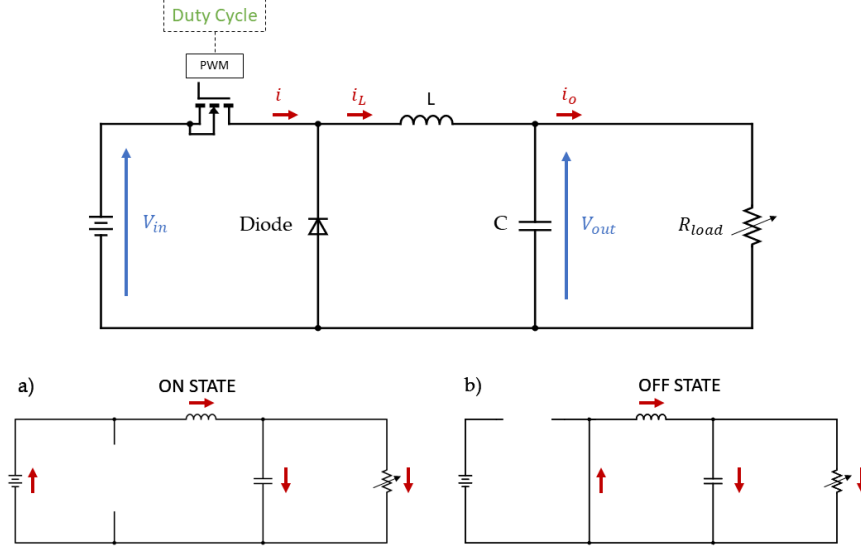 Duty Cycle
PWM
i
i_L
L
i_o
V_in
Diode
C
V_out
R_load
a)
ON STATE
b)
OFF STATE